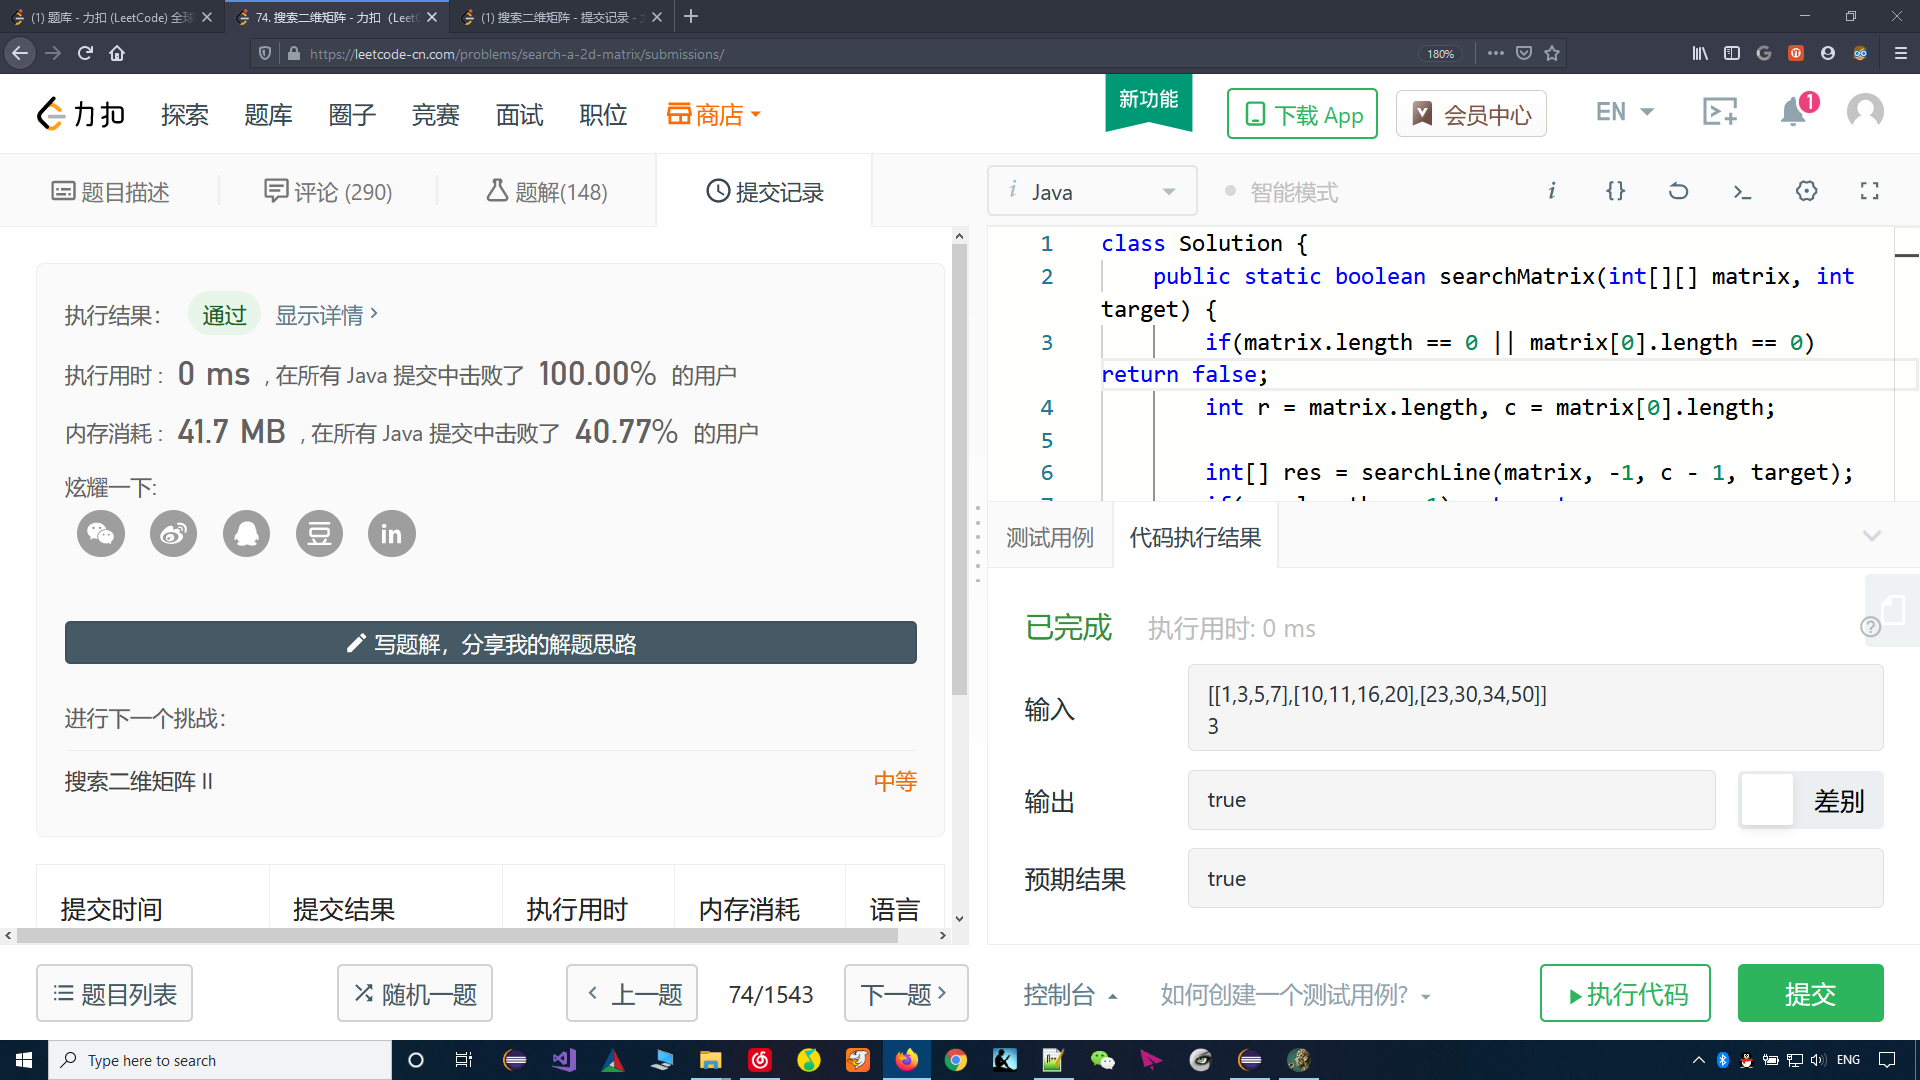 (1) 题库 - 力扣 (LeetCode) 全球
74. 搜索二维矩阵 - 力扣 (LeetC
(1) 搜索二维矩阵 - 提交记录 -
https://leetcode-cn.com/problems/search-a-2d-matrix/submissions/
180%
力扣
探索
题库
圈子
竞赛
面试
职位
商店
新功能
下载 App
会员中心
EN
1
题目描述
评论 (290)
题解(148)
提交记录
i Java
智能模式
执行结果:
通过
显示详情 >
执行用时 : 0 ms , 在所有 Java 提交中击败了 100.00% 的用户
内存消耗 : 41.7 MB , 在所有 Java 提交中击败了 40.77% 的用户
炫耀一下:
写题解, 分享我的解题思路
进行下一个挑战:
搜索二维矩阵 II
中等
提交时间
提交结果
执行用时
内存消耗
语言
1 class Solution {
2 public static boolean searchMatrix(int[][] matrix, int
target) {
3 if(matrix.length == 0 || matrix[0].length == 0)
return false;
4 int r = matrix.length, c = matrix[0].length;
5
6 int[] res = searchLine(matrix, -1, c - 1, target);
测试用例
代码执行结果
已完成
执行用时: 0 ms
输入
[[1,3,5,7],[10,11,16,20],[23,30,34,50]]
3
输出
true
差别
预期结果
true
题目列表
随机一题
上一题
74/1543
下一题
控制台
如何创建一个测试用例?
执行代码
提交
Type here to search
ENG